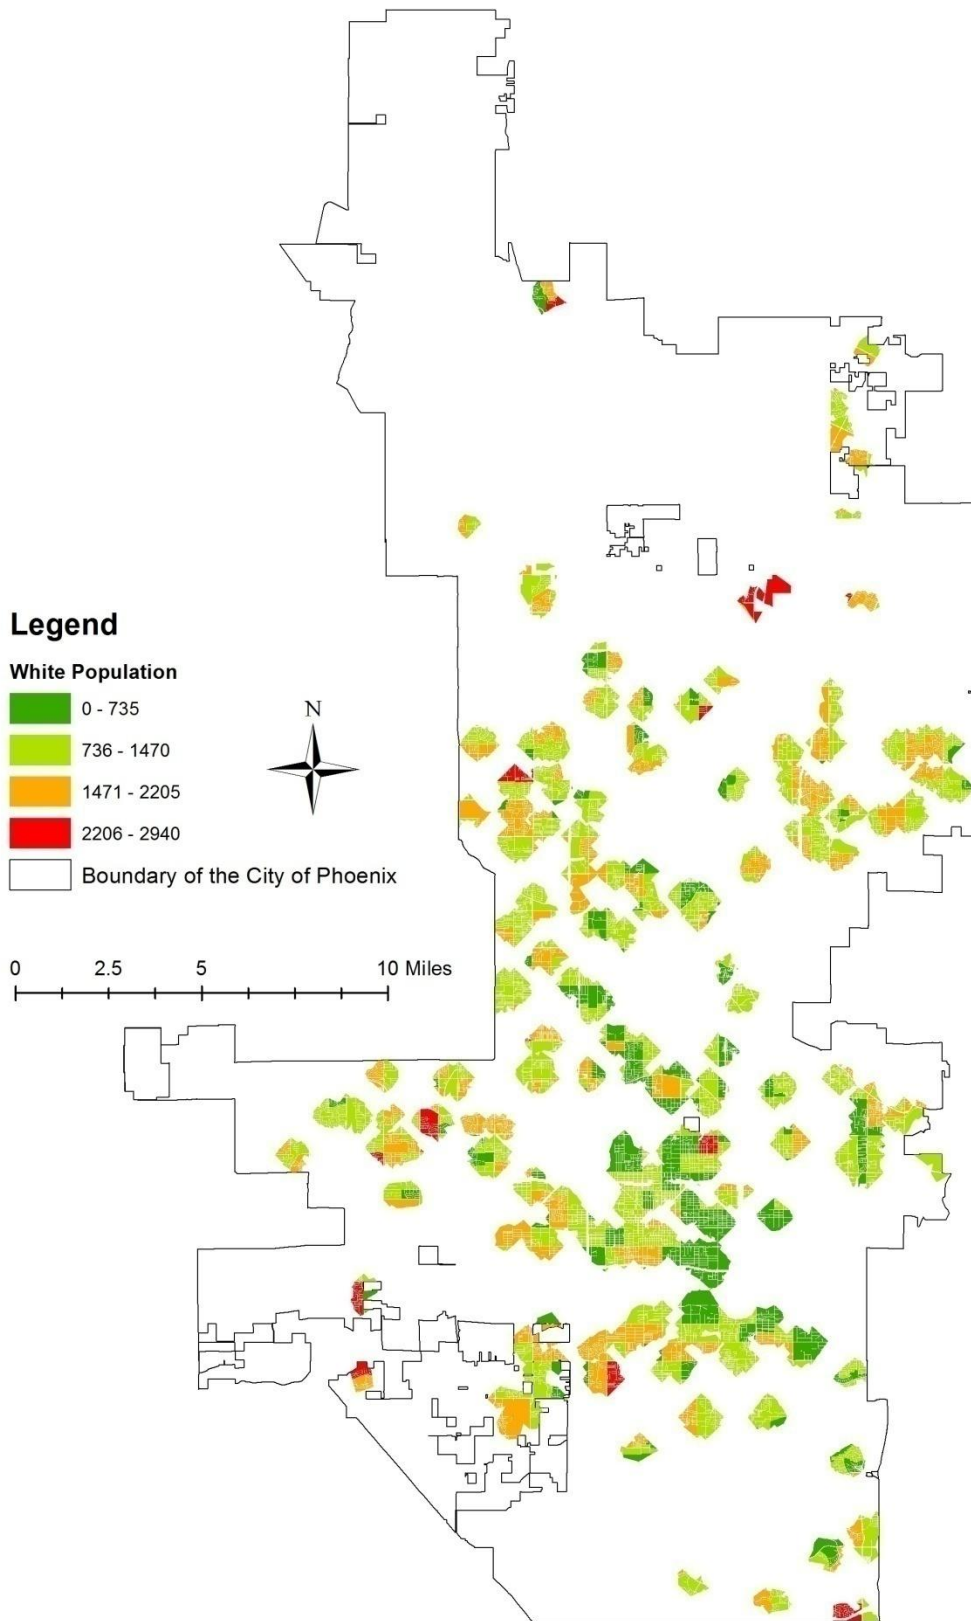 Legend
White Population
0 - 735
736 - 1470
1471 - 2205
2206 - 2940
Boundary of the City of Phoenix
N
0 2.5 5 10 Miles